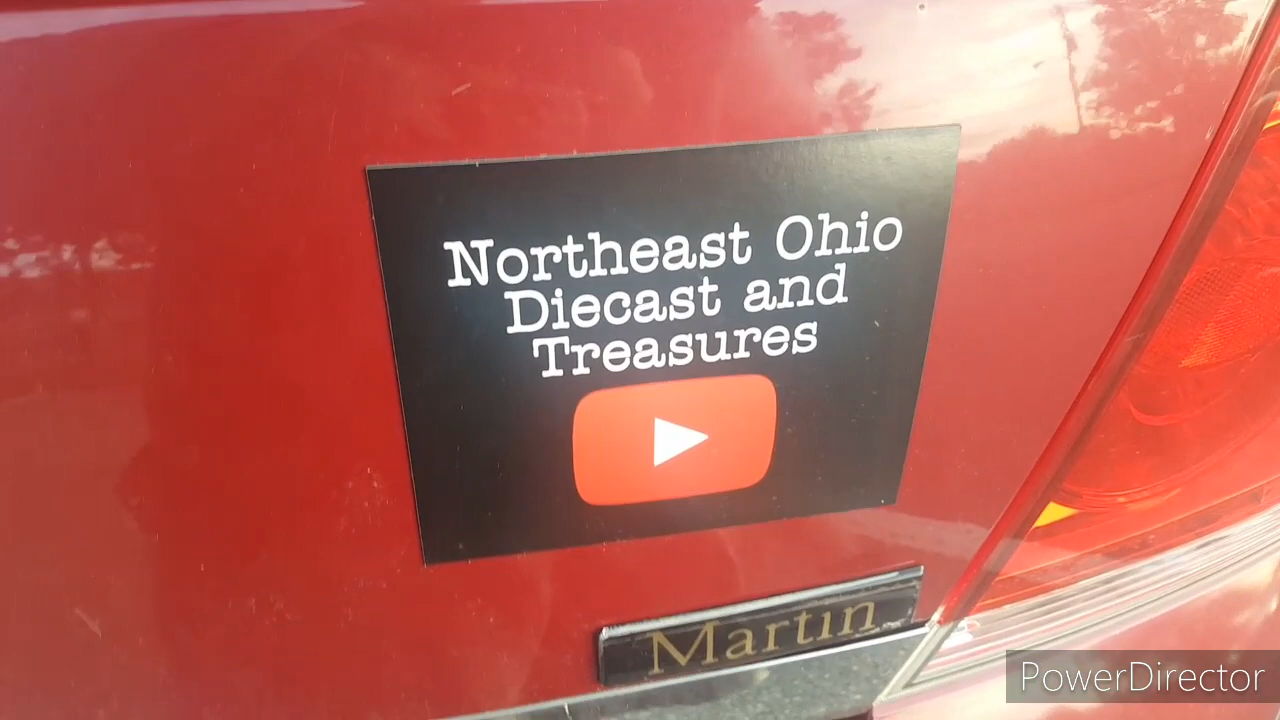 Northeast Ohio
Diecast and
Treasures
Martin
PowerDirector